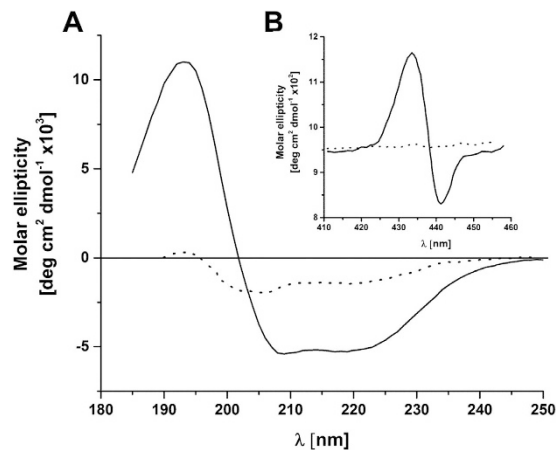 A
Molar ellipticity
[deg cm² dmol⁻¹ x10³]
10
5
0
-5
180 190 200 210 220 230 240 250
λ [nm]
B
Molar ellipticity
[deg cm² dmol⁻¹ x10³]
12
11
10
9
8
410 420 430 440 450 460
λ [nm]